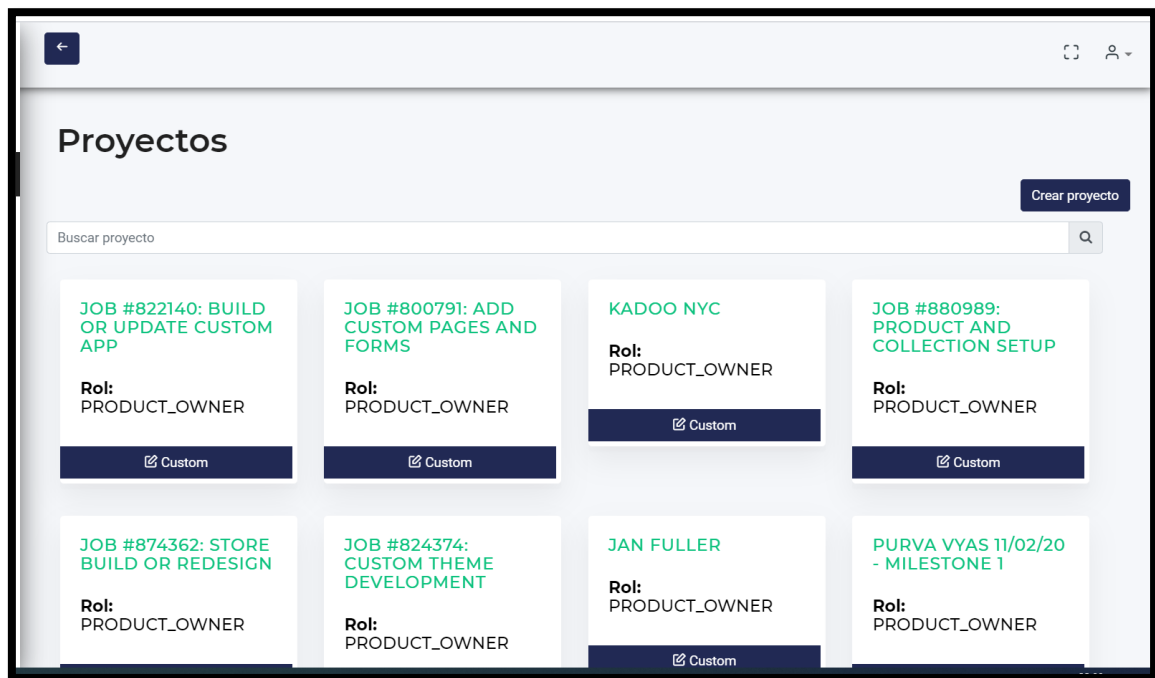 Proyectos
Crear proyecto
Buscar proyecto
JOB #822140: BUILD
OR UPDATE CUSTOM
APP
Rol:
PRODUCT_OWNER
Custom
JOB #800791: ADD
CUSTOM PAGES AND
FORMS
Rol:
PRODUCT_OWNER
Custom
KADOO NYC
Rol:
PRODUCT_OWNER
Custom
JOB #880989:
PRODUCT AND
COLLECTION SETUP
Rol:
PRODUCT_OWNER
Custom
JOB #874362: STORE
BUILD OR REDESIGN
Rol:
PRODUCT_OWNER
JOB #824374:
CUSTOM THEME
DEVELOPMENT
Rol:
PRODUCT_OWNER
JAN FULLER
Rol:
PRODUCT_OWNER
Custom
PURVA VYAS 11/02/20
- MILESTONE 1
Rol:
PRODUCT_OWNER